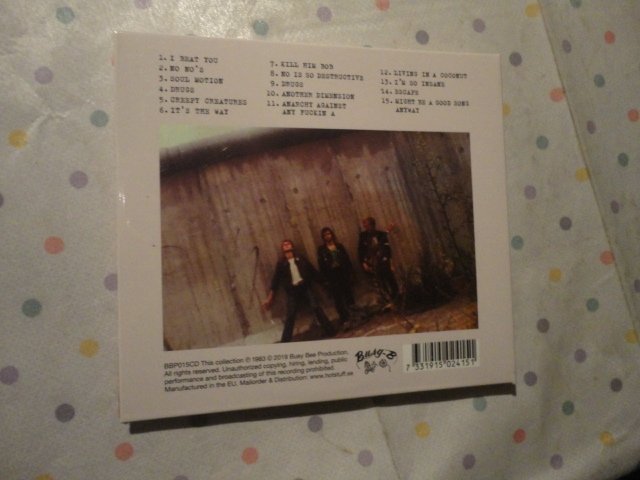 1. I BEAT YOU
2. NO NO'S
3. SOUL MOTION
4. DRUGS
5. CREEPY CREATURES
6. IT'S THE WAY
7. KILL HIM BOB
8. NO IS SO DESTRUCTIVE
9. DRUGS
10. ANOTHER DIMENSION
11. ANARCHY AGAINST
ANY FUCKIN A
12. LIVING IN A COCONUT
13. I'M SO INSANE
14. ESCAPE
15. MIGHT BE A GOOD SONG
ANYWAY
BBP015CD This collection ℗ 1983 © 2019 Busy Bee Production.
All rights reserved. Unauthorized copying, hiring, lending, public
performance and broadcasting of this recording prohibited.
Manufactured in the EU. Mailorder & Distribution: www.hotstuff.se
Busy-B
7 331915 024151